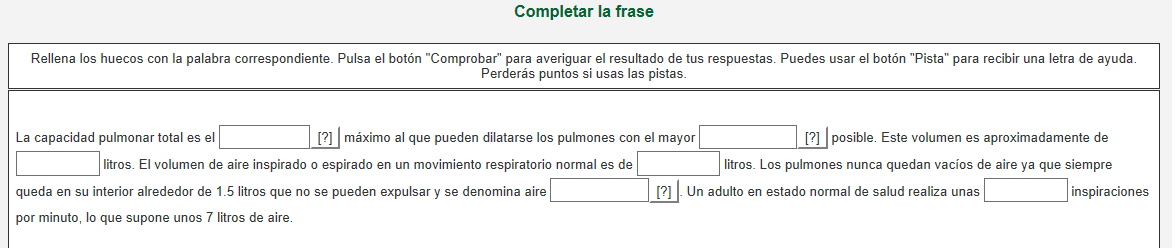 Completar la frase
Rellena los huecos con la palabra correspondiente. Pulsa el botón "Comprobar" para averiguar el resultado de tus respuestas. Puedes usar el botón "Pista" para recibir una letra de ayuda.
Perderás puntos si usas las pistas.
La capacidad pulmonar total es el [?] máximo al que pueden dilatarse los pulmones con el mayor [?] posible. Este volumen es aproximadamente de
litros. El volumen de aire inspirado o espirado en un movimiento respiratorio normal es de litros. Los pulmones nunca quedan vacíos de aire ya que siempre
queda en su interior alrededor de 1.5 litros que no se pueden expulsar y se denomina aire [?]. Un adulto en estado normal de salud realiza unas inspiraciones
por minuto, lo que supone unos 7 litros de aire.